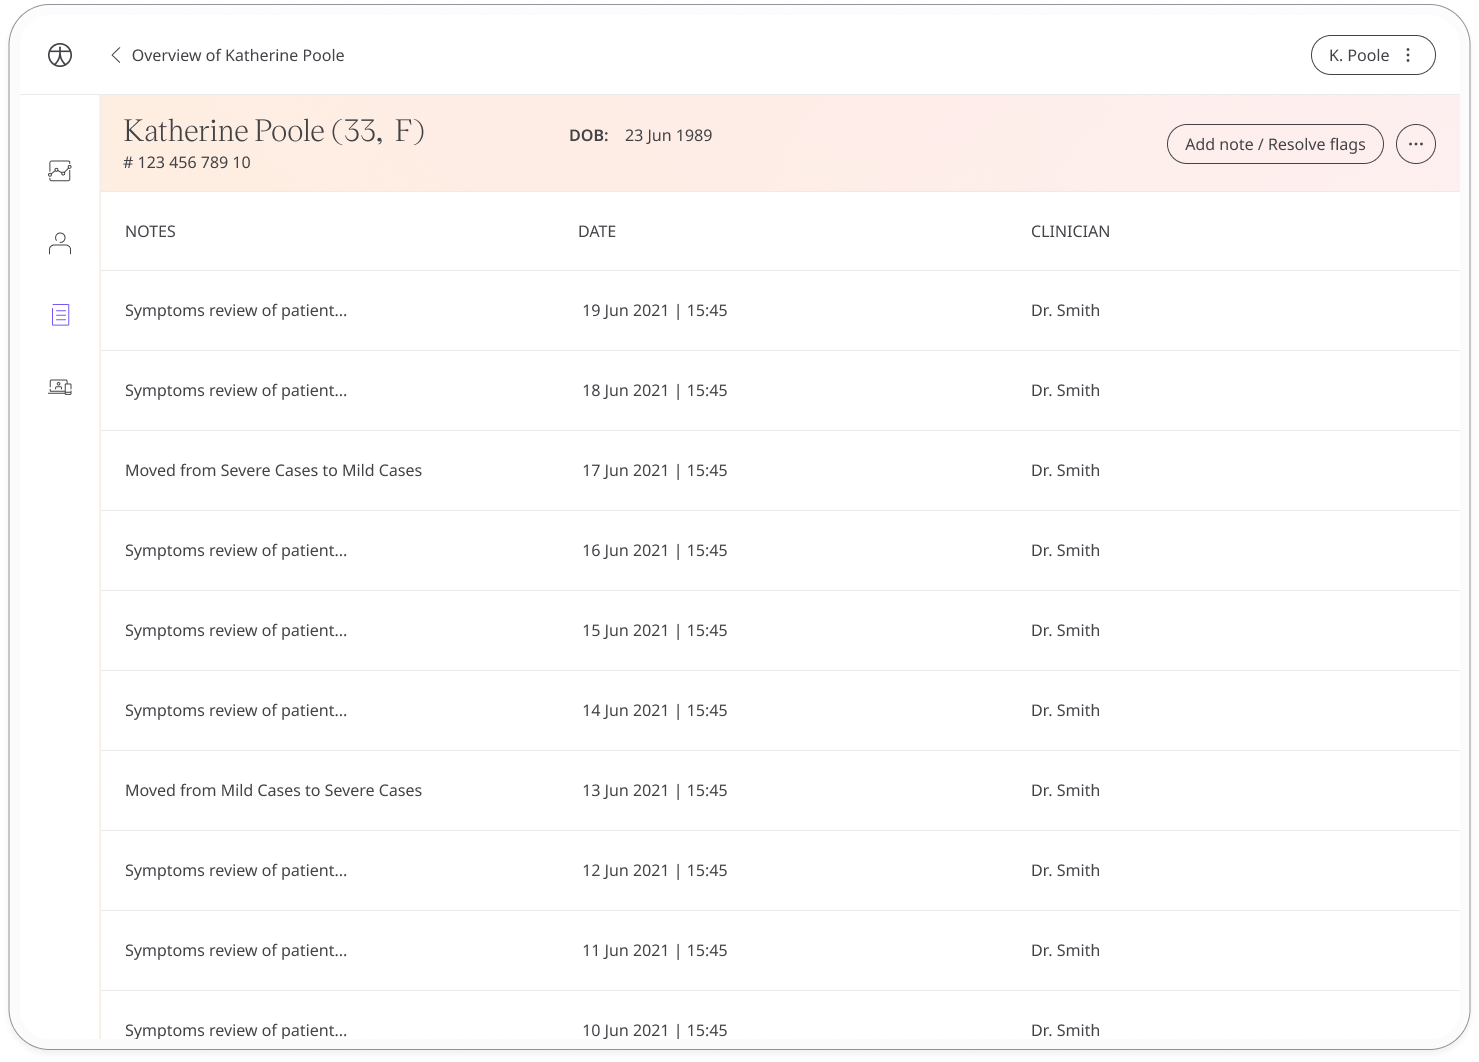 Overview of Katherine Poole
K. Poole
Katherine Poole (33, F)
# 123 456 789 10
DOB: 23 Jun 1989
Add note / Resolve flags
NOTES DATE CLINICIAN
Symptoms review of patient... 19 Jun 2021 | 15:45 Dr. Smith
Symptoms review of patient... 18 Jun 2021 | 15:45 Dr. Smith
Moved from Severe Cases to Mild Cases 17 Jun 2021 | 15:45 Dr. Smith
Symptoms review of patient... 16 Jun 2021 | 15:45 Dr. Smith
Symptoms review of patient... 15 Jun 2021 | 15:45 Dr. Smith
Symptoms review of patient... 14 Jun 2021 | 15:45 Dr. Smith
Moved from Mild Cases to Severe Cases 13 Jun 2021 | 15:45 Dr. Smith
Symptoms review of patient... 12 Jun 2021 | 15:45 Dr. Smith
Symptoms review of patient... 11 Jun 2021 | 15:45 Dr. Smith
Symptoms review of patient... 10 Jun 2021 | 15:45 Dr. Smith